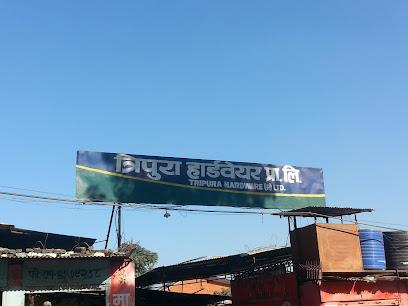 त्रिपुरा हार्डवेयर प्रा.लि.
TRIPURA HARDWARE (P) LTD.
मा